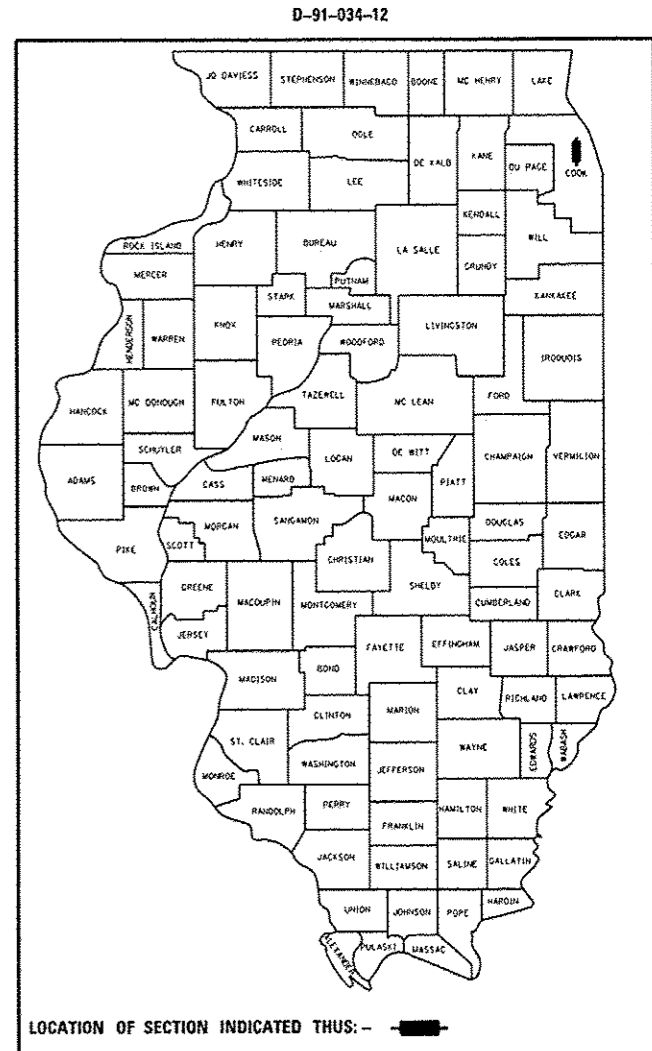 D-91-034-12
JO DAVIESS STEPHENSON WINNEBAGO BOONE MC HENRY LAKE
CARROLL OGLE DE KALB KANE DU PAGE COOK
WHITESIDE LEE
KENDALL WILL
ROCK ISLAND HENRY BUREAU LA SALLE GRUNDY
MERCER PUTNAM
STARK MARSHALL KANKAKEE
HENDERSON WARREN KNOX PEORIA WOODFORD LIVINGSTON IROQUOIS
HANCOCK MC DONOUGH FULTON TAZEWELL MC LEAN FORD
MASON
SCHUYLER LOGAN DE WITT CHAMPAIGN VERMILION
ADAMS BROWN CASS MENARD PIATT
MACON
MORGAN SANGAMON DOUGLAS
PIKE SCOTT CHRISTIAN MOULTRIE COLES EDGAR
SHELBY
CALHOUN GREENE MACOUPIN MONTGOMERY CUMBERLAND CLARK
JERSEY
FAYETTE EFFINGHAM JASPER CRAWFORD
MADISON BOND
CLAY RICHLAND LAWRENCE
CLINTON MARION
ST. CLAIR WAYNE EDWARDS WABASH
WASHINGTON JEFFERSON
MONROE
RANDOLPH PERRY HAMILTON WHITE
FRANKLIN
JACKSON WILLIAMSON SALINE GALLATIN
HARDIN
UNION JOHNSON POPE
ALEXANDER PULASKI MASSAC
LOCATION OF SECTION INDICATED THUS: -